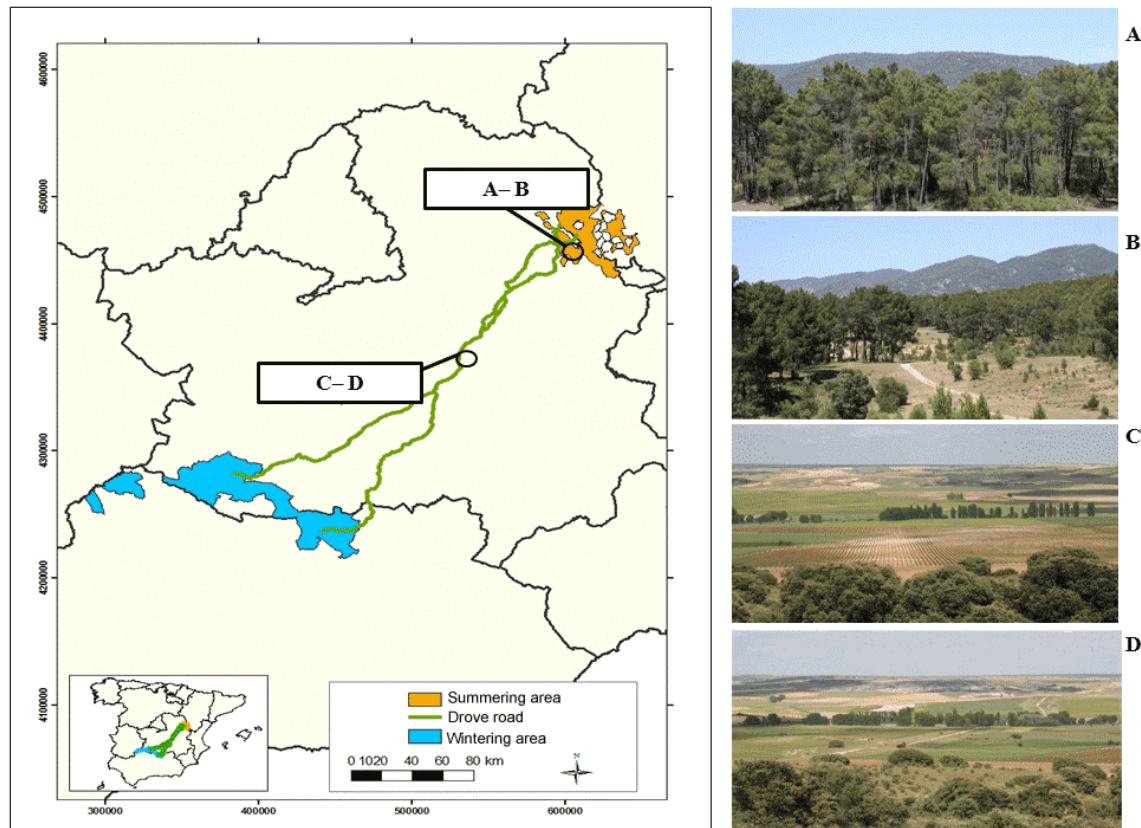 4600000
4500000
4400000
4300000
4200000
4100000
A– B
C– D
Summering area
Drove road
Wintering area
0 1020 40 60 80 km
N
300000 400000 500000 600000
A
B
C
D